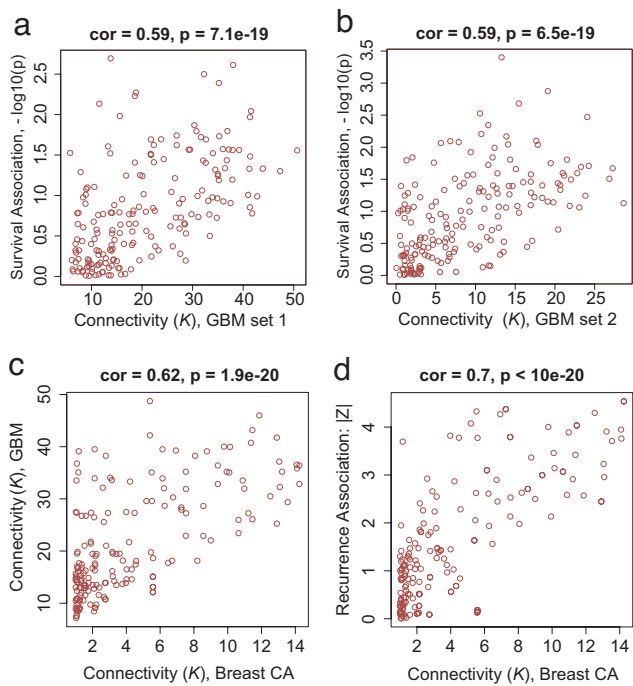 a
cor = 0.59, p = 7.1e-19
Survival Association, - log10(p)
0.0 0.5 1.0 1.5 2.0 2.5
10 20 30 40 50
Connectivity (K), GBM set 1
b
cor = 0.59, p = 6.5e-19
Survival Association, - log10(p)
0.0 0.5 1.0 1.5 2.0 2.5 3.0 3.5
0 5 10 15 20 25
Connectivity (K), GBM set 2
c
cor = 0.62, p = 1.9e-20
Connectivity (K), GBM
10 20 30 40 50
2 4 6 8 10 12 14
Connectivity (K), Breast CA
d
cor = 0.7, p < 10e-20
Recurrence Association: |Z|
0 1 2 3 4
2 4 6 8 10 12 14
Connectivity (K), Breast CA